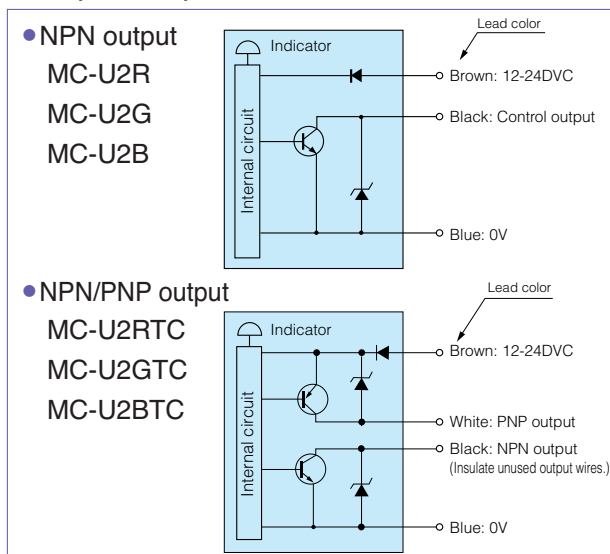 ●NPN output
MC-U2R
MC-U2G
MC-U2B
Indicator
Internal circuit
Lead color
Brown: 12-24DVC
Black: Control output
Blue: 0V
●NPN/PNP output
MC-U2RTC
MC-U2GTC
MC-U2BTC
Indicator
Internal circuit
Lead color
Brown: 12-24DVC
White: PNP output
Black: NPN output
(Insulate unused output wires.)
Blue: 0V